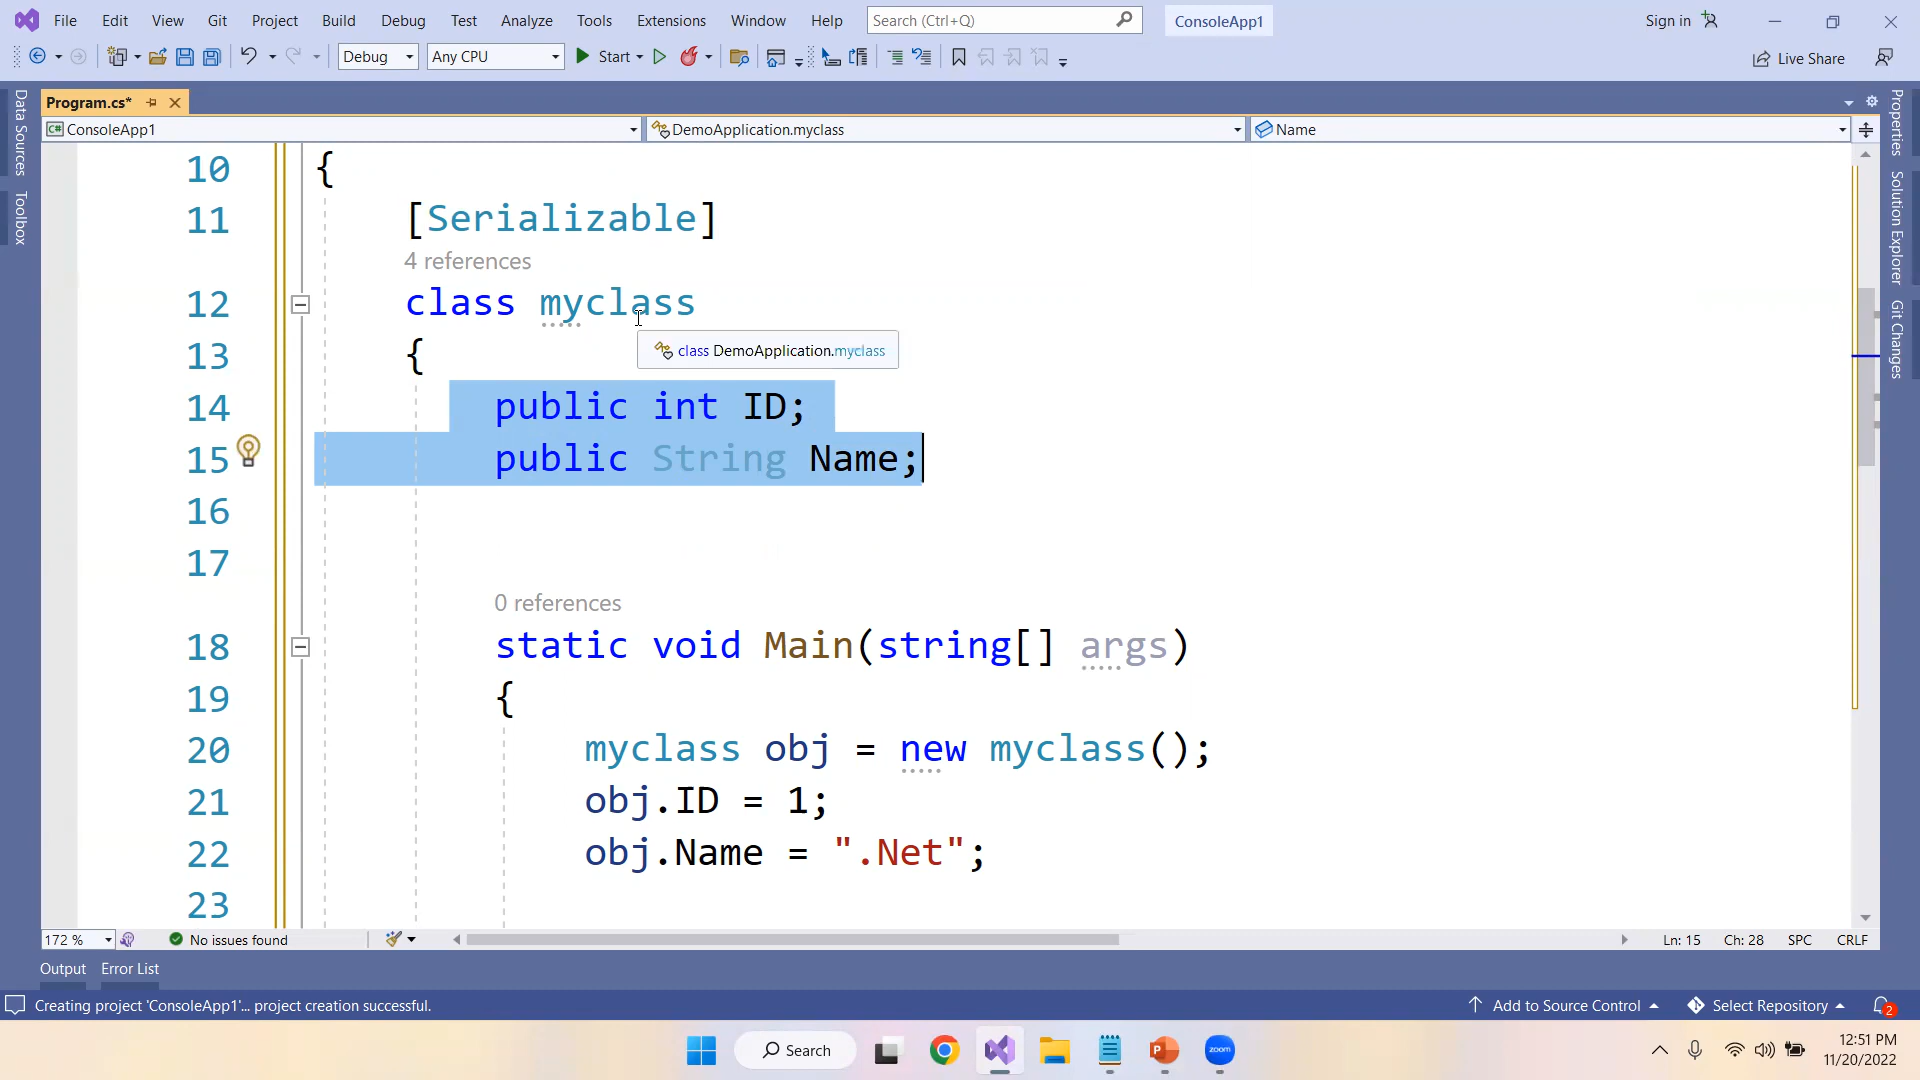 File Edit View Git Project Build Debug Test Analyze Tools Extensions Window Help Search (Ctrl+Q) ConsoleApp1 Sign in
Debug Any CPU Start Live Share
Program.cs*
C# ConsoleApp1 DemoApplication.myclass Name
Data Sources
Toolbox
Properties
Solution Explorer
Git Changes
10 {
11 [Serializable]
4 references
12 class myclass
13 {
class DemoApplication.myclass
14 public int ID;
15 public String Name;
16
17
0 references
18 static void Main(string[] args)
19 {
20 myclass obj = new myclass();
21 obj.ID = 1;
22 obj.Name = ".Net";
23
172 % No issues found Ln: 15 Ch: 28 SPC CRLF
Output Error List
Creating project 'ConsoleApp1'... project creation successful. Add to Source Control Select Repository 2
Search zoom 12:51 PM
11/20/2022